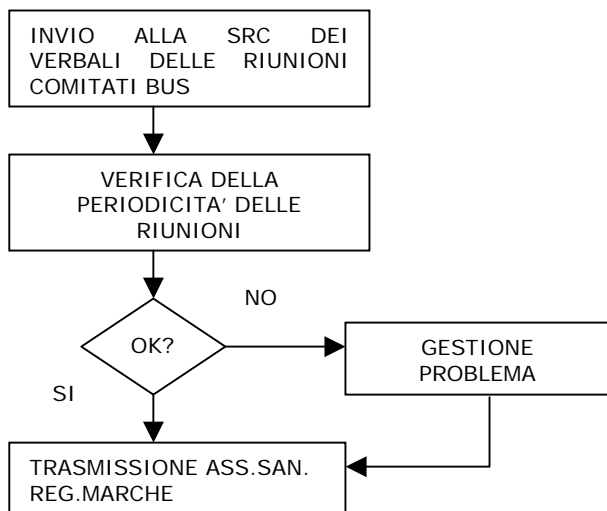 INVIO ALLA SRC DEI
VERBALI DELLE RIUNIONI
COMITATI BUS
VERIFICA DELLA
PERIODICITA' DELLE
RIUNIONI
NO
OK?
GESTIONE
PROBLEMA
SI
TRASMISSIONE ASS.SAN.
REG.MARCHE